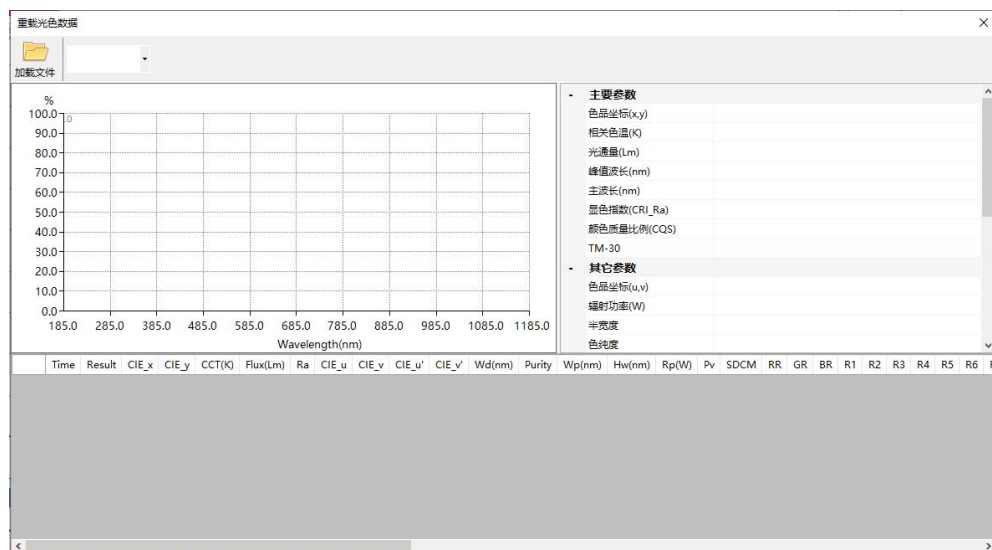 重载光色数据
加载文件
%
100.0
.0
90.0
80.0
70.0
60.0
50.0
40.0
30.0
20.0
10.0
0.0
185.0 285.0 385.0 485.0 585.0 685.0 785.0 885.0 985.0 1085.0 1185.0
Wavelength(nm)
- 主要参数
色品坐标(x,y)
相关色温(K)
光通量(Lm)
峰值波长(nm)
主波长(nm)
显色指数(CRI_Ra)
颜色质量比例(CQS)
TM-30
- 其它参数
色品坐标(u,v)
辐射功率(W)
半宽度
色纯度
Time Result CIE_x CIE_y CCT(K) Flux(Lm) Ra CIE_u CIE_v CIE_u' CIE_v' Wd(nm) Purity Wp(nm) Hw(nm) Rp(W) Pv SDCM RR GR BR R1 R2 R3 R4 R5 R6